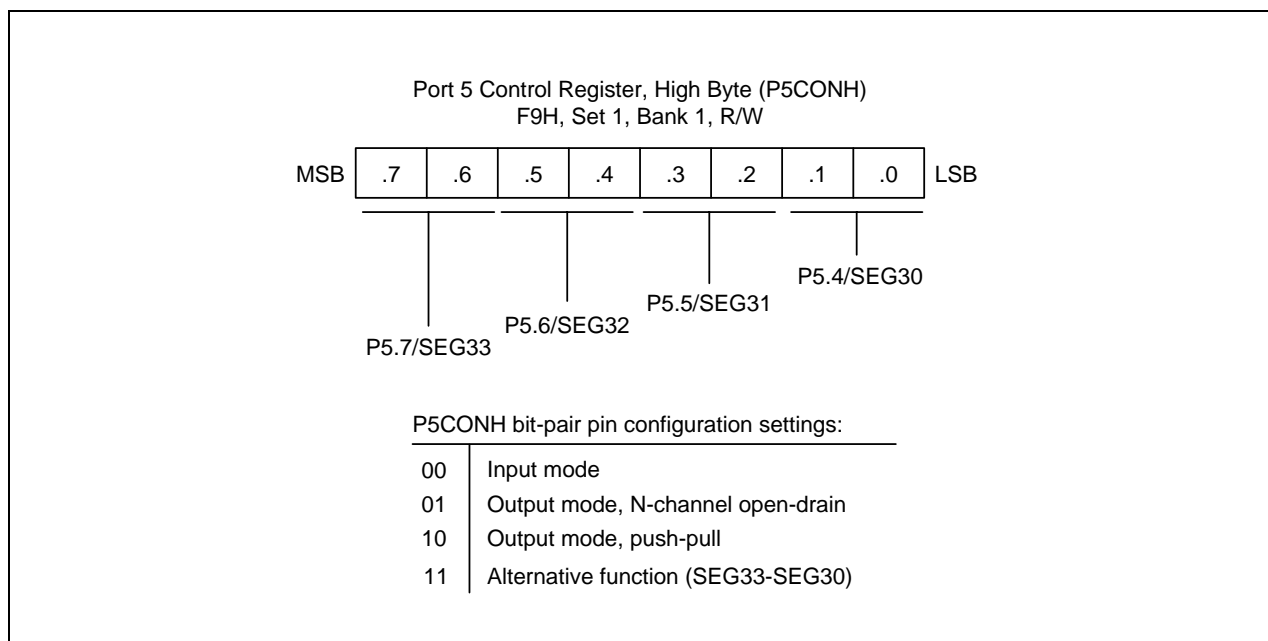 Port 5 Control Register, High Byte (P5CONH)
F9H, Set 1, Bank 1, R/W
MSB .7 .6 .5 .4 .3 .2 .1 .0 LSB
P5.4/SEG30
P5.5/SEG31
P5.6/SEG32
P5.7/SEG33
P5CONH bit-pair pin configuration settings:
00 Input mode
01 Output mode, N-channel open-drain
10 Output mode, push-pull
11 Alternative function (SEG33-SEG30)